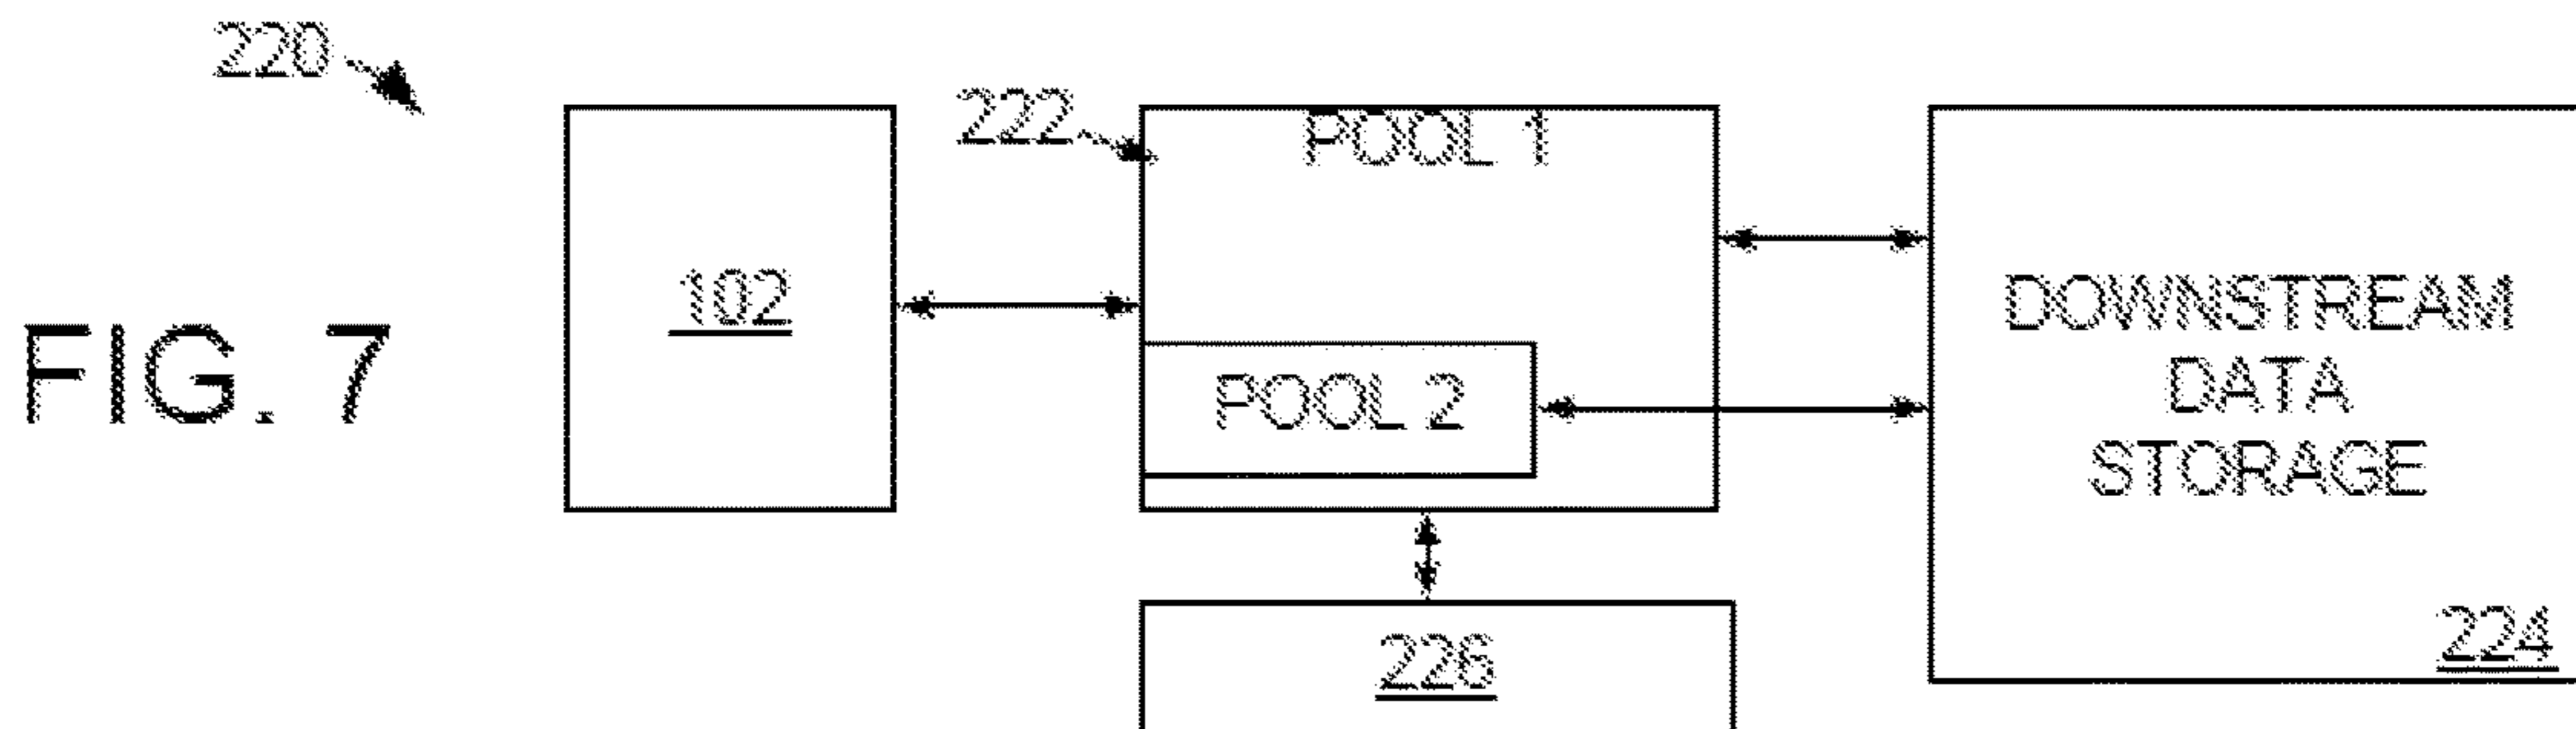 220
222
POOL 1
102
DOWNSTREAM
DATA
STORAGE
FIG. 7
POOL 2
224
226